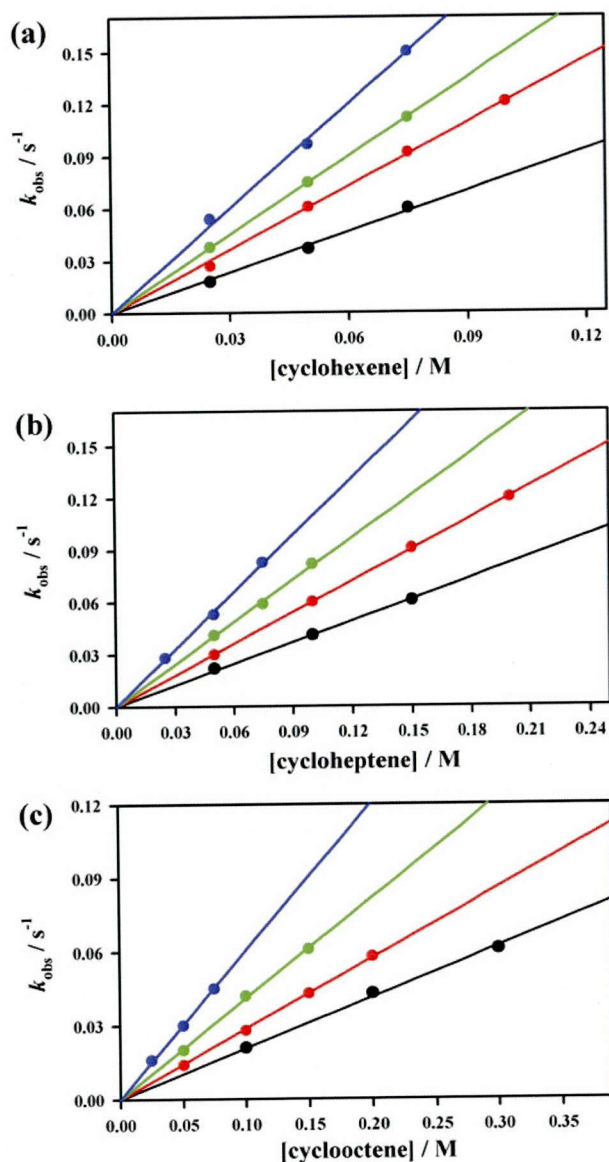 (a)
0.15
0.12
0.09
0.06
0.03
0.00
k_obs / s⁻¹
0.00 0.03 0.06 0.09 0.12
[cyclohexene] / M
(b)
0.15
0.12
0.09
0.06
0.03
0.00
k_obs / s⁻¹
0.00 0.03 0.06 0.09 0.12 0.15 0.18 0.21 0.24
[cycloheptene] / M
(c)
0.12
0.09
0.06
0.03
0.00
k_obs / s⁻¹
0.00 0.05 0.10 0.15 0.20 0.25 0.30 0.35
[cyclooctene] / M